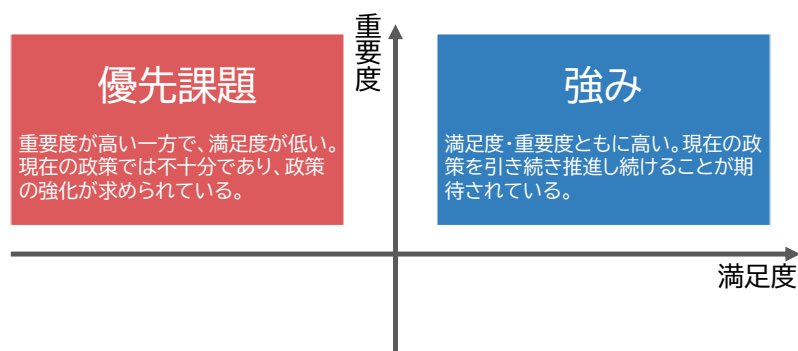 重要度
優先課題
重要度が高い一方で、満足度が低い。
現在の政策では不十分であり、政策
の強化が求められている。
強み
満足度・重要度ともに高い。現在の政
策を引き続き推進し続けることが期
待されている。
満足度